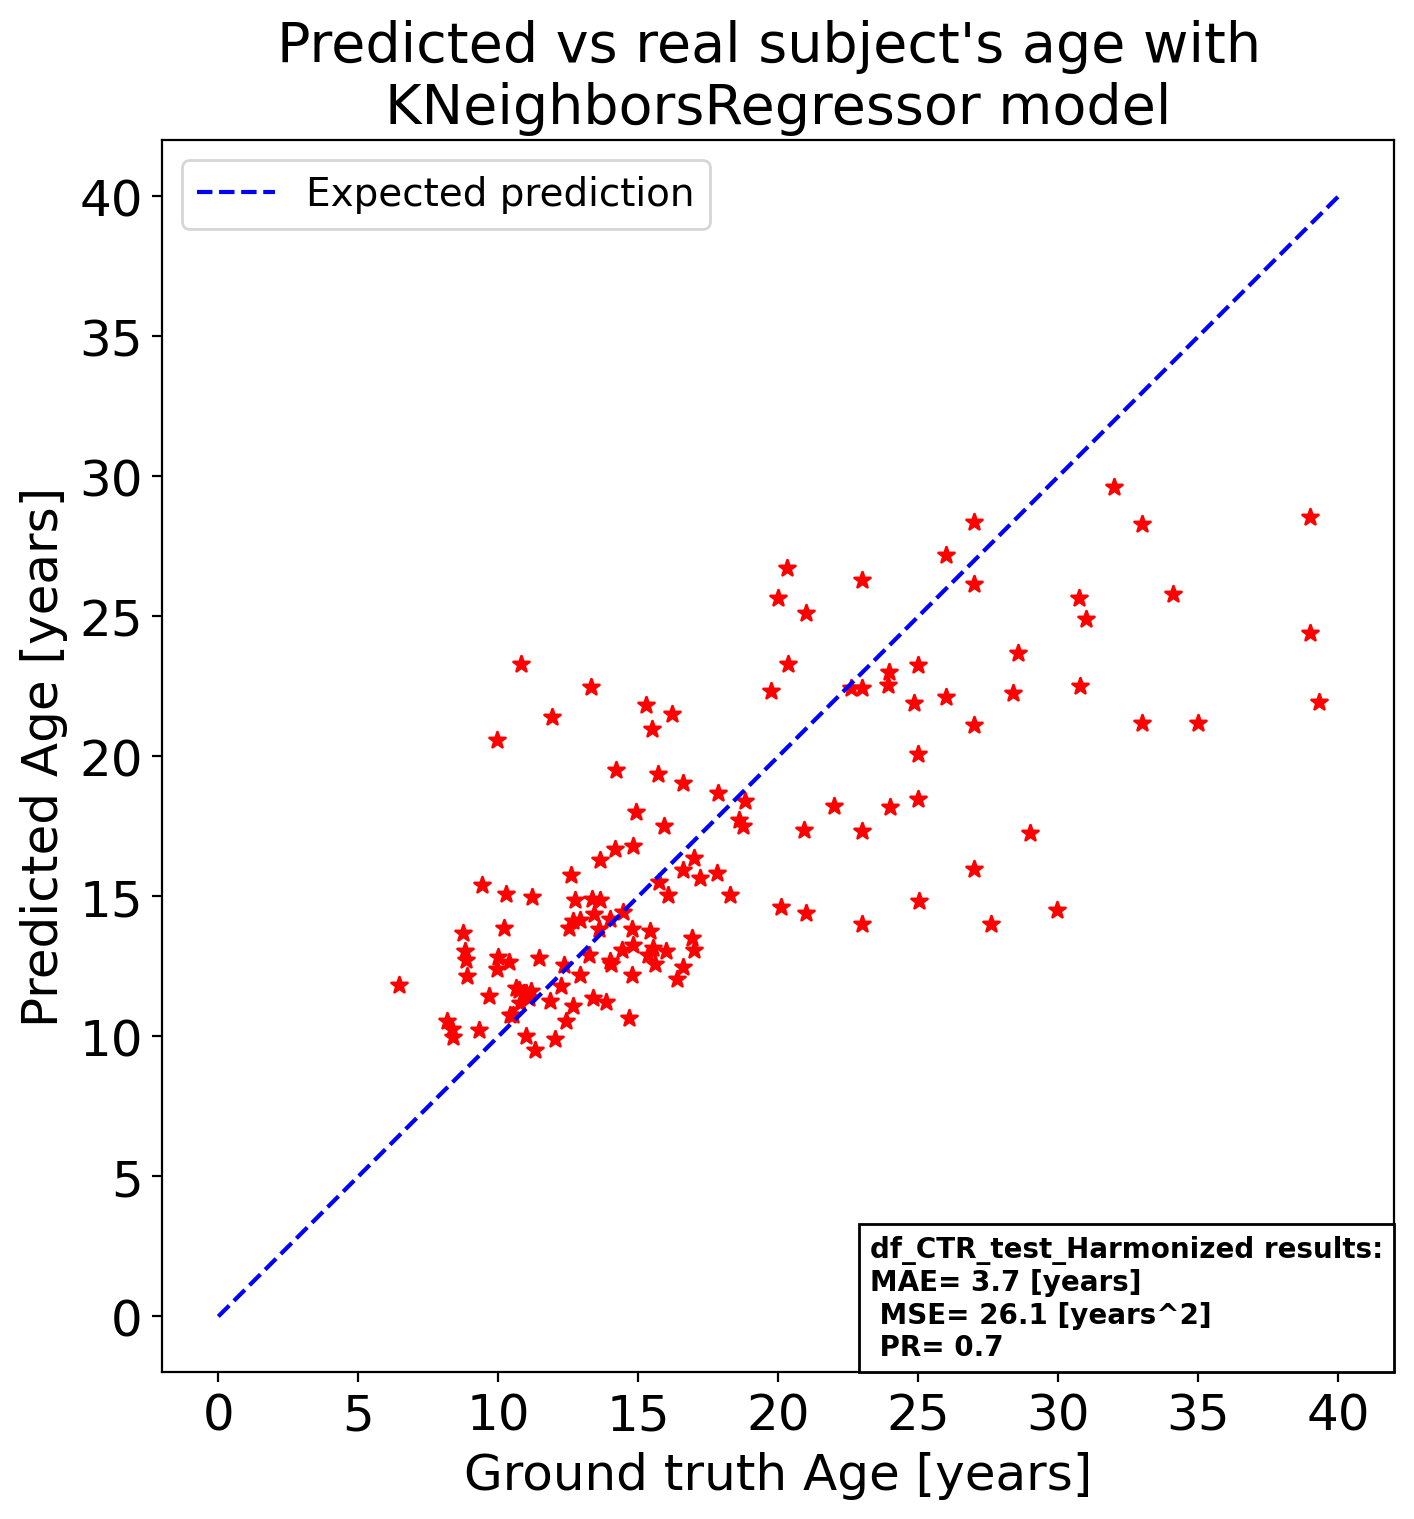 Predicted vs real subject's age with
KNeighborsRegressor model
Expected prediction
40
35
30
25
20
15
10
5
0
Predicted Age [years]
df_CTR_test_Harmonized results:
MAE= 3.7 [years]
MSE= 26.1 [years^2]
PR= 0.7
0 5 10 15 20 25 30 35 40
Ground truth Age [years]